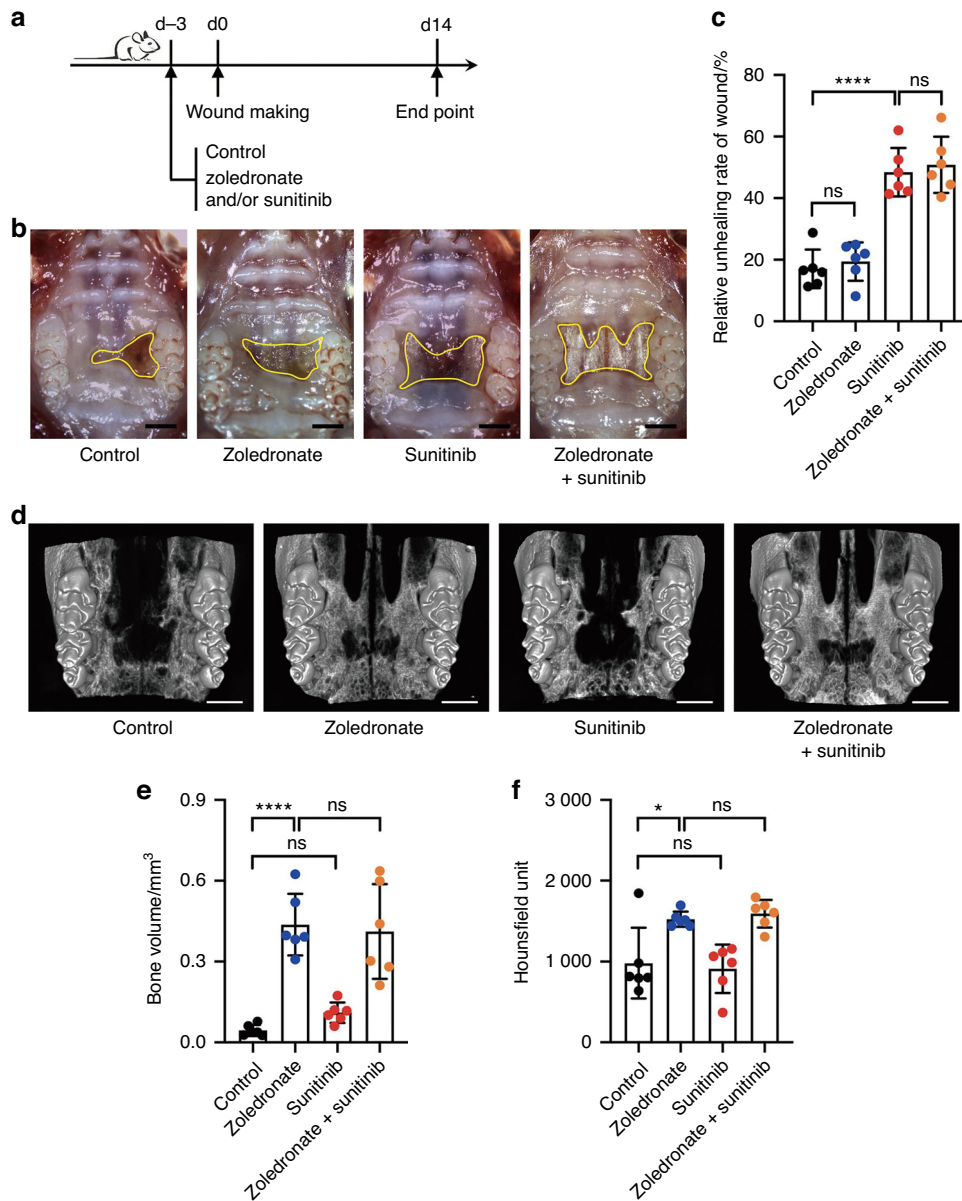 a
d–3
d0
d14
Wound making
End point
Control
zoledronate
and/or sunitinib
b
Control
Zoledronate
Sunitinib
Zoledronate
+ sunitinib
c
Relative unhealing rate of wound/%
80
60
40
20
0
****
ns
ns
Control
Zoledronate
Sunitinib
Zoledronate + sunitinib
d
Control
Zoledronate
Sunitinib
Zoledronate
+ sunitinib
e
Bone volume/mm³
0.9
0.6
0.3
0.0
****
ns
ns
Control
Zoledronate
Sunitinib
Zoledronate + sunitinib
f
Hounsfield unit
3 000
2 000
1 000
0
*
ns
ns
Control
Zoledronate
Sunitinib
Zoledronate + sunitinib